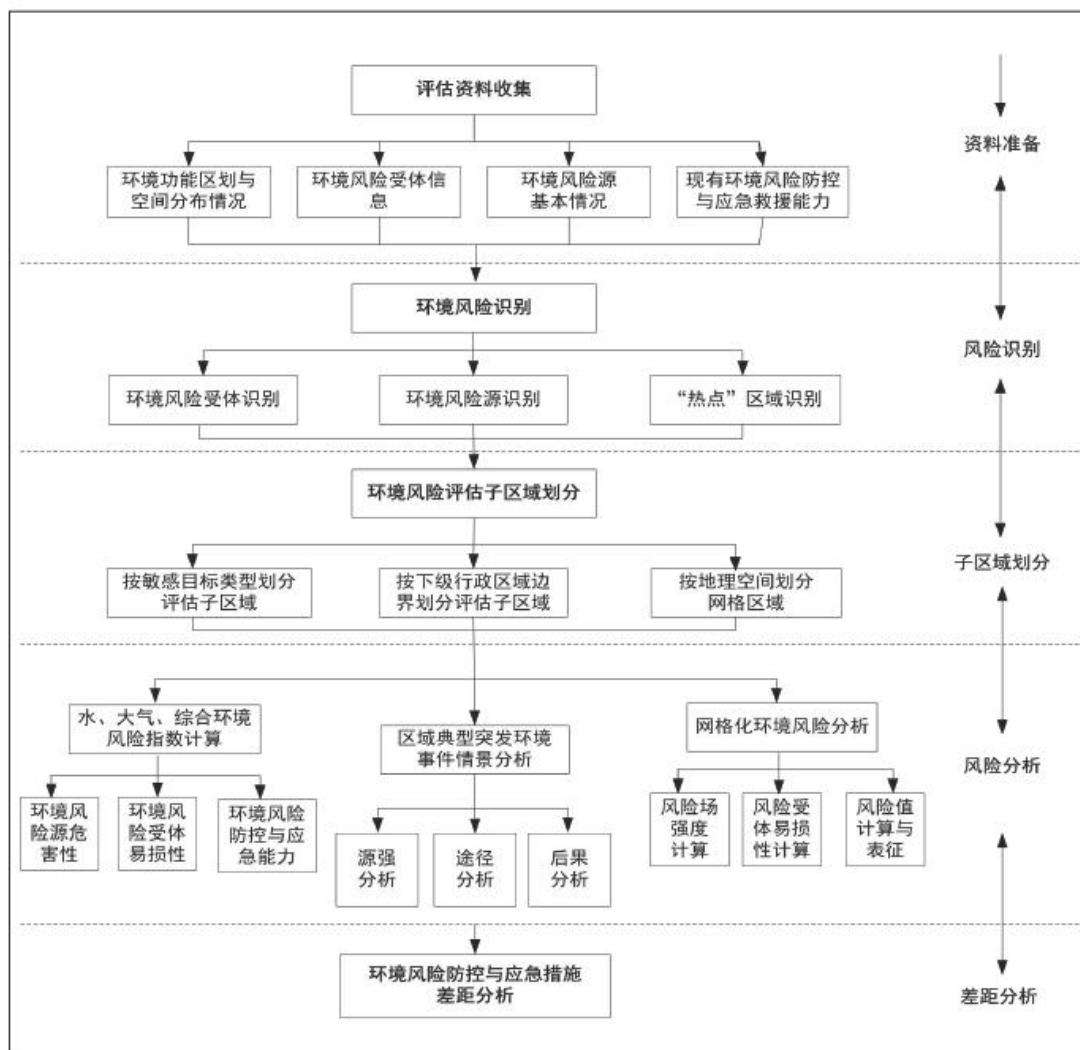 评估资料收集
资料准备
环境功能区划与
空间分布情况
环境风险受体信
息
环境风险源
基本情况
现有环境风险防控
与应急救援能力
环境风险识别
风险识别
环境风险受体识别
环境风险源识别
“热点”区域识别
环境风险评估子区域划分
子区域划分
按敏感目标类型划分
评估子区域
按下级行政区域边
界划分评估子区域
按地理空间划分
网格区域
水、大气、综合环境
风险指数计算
区域典型突发环境
事件情景分析
网格化环境风险分析
风险分析
环境风
险源危
害性
环境风
险受体
易损性
环境风险
防控与应
急能力
源强
分析
途径
分析
后果
分析
风险场
强度
计算
风险受
体易损
性计算
风险值
计算与
表征
环境风险防控与应急措施
差距分析
差距分析